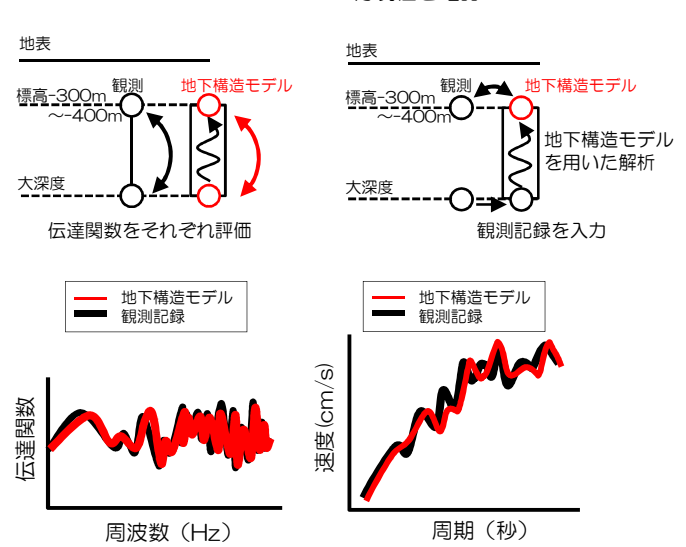 地表
観測
地下構造モデル
標高-300m
～-400m
大深度
伝達関数をそれぞれ評価
地表
観測
地下構造モデル
標高-300m
～-400m
地下構造モデル
を用いた解析
大深度
観測記録を入力
地下構造モデル
観測記録
伝達関数
周波数（Hz）
地下構造モデル
観測記録
速度(cm/s)
周期（秒）